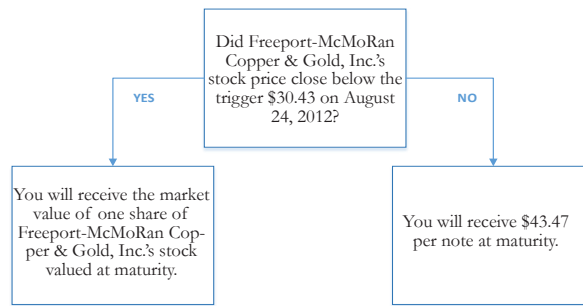 Did Freeport-McMoRan
Copper & Gold, Inc.'s
stock price close below the
trigger $30.43 on August
24, 2012?
YES
NO
You will receive the market
value of one share of
Freeport-McMoRan Cop-
per & Gold, Inc.'s stock
valued at maturity.
You will receive $43.47
per note at maturity.